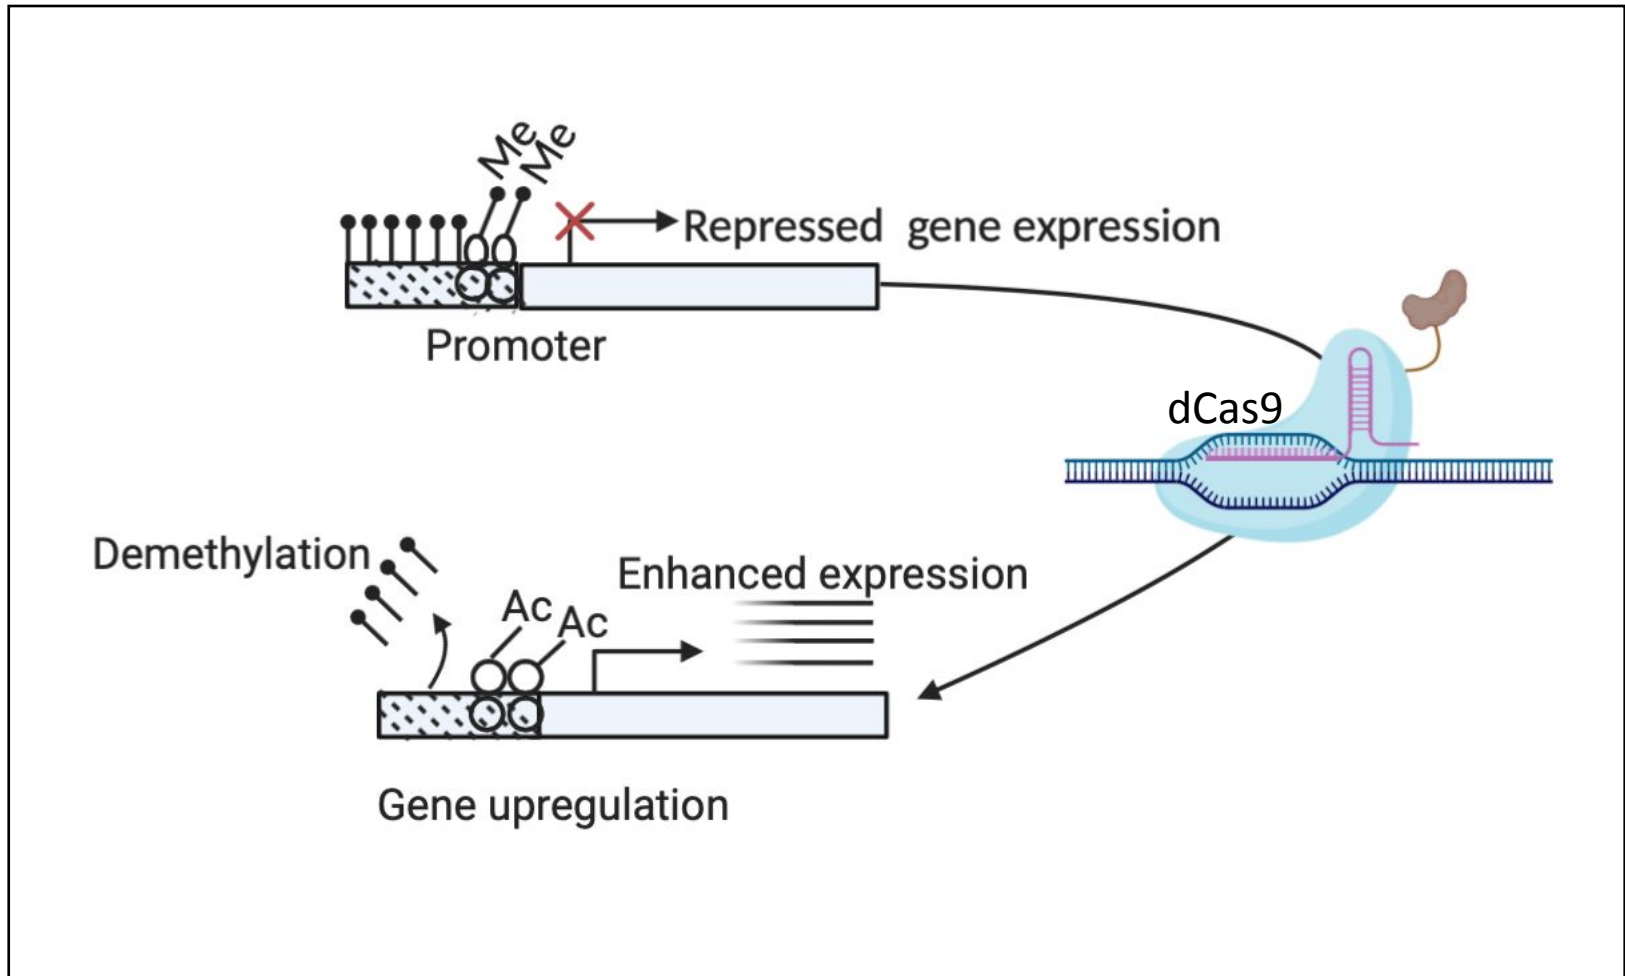 Me
Me
Repressed gene expression
Promoter
dCas9
Demethylation
Enhanced expression
Ac
Ac
Gene upregulation